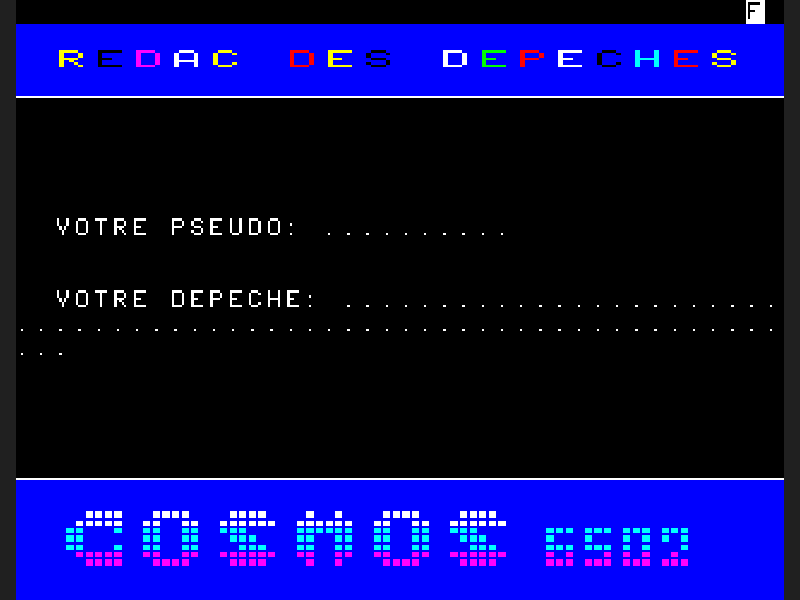 F
REDAC DES DEPECHES
VOTRE PSEUDO: ..........
VOTRE DEPECHE: .......................
........................................
...
COSMOS 6502